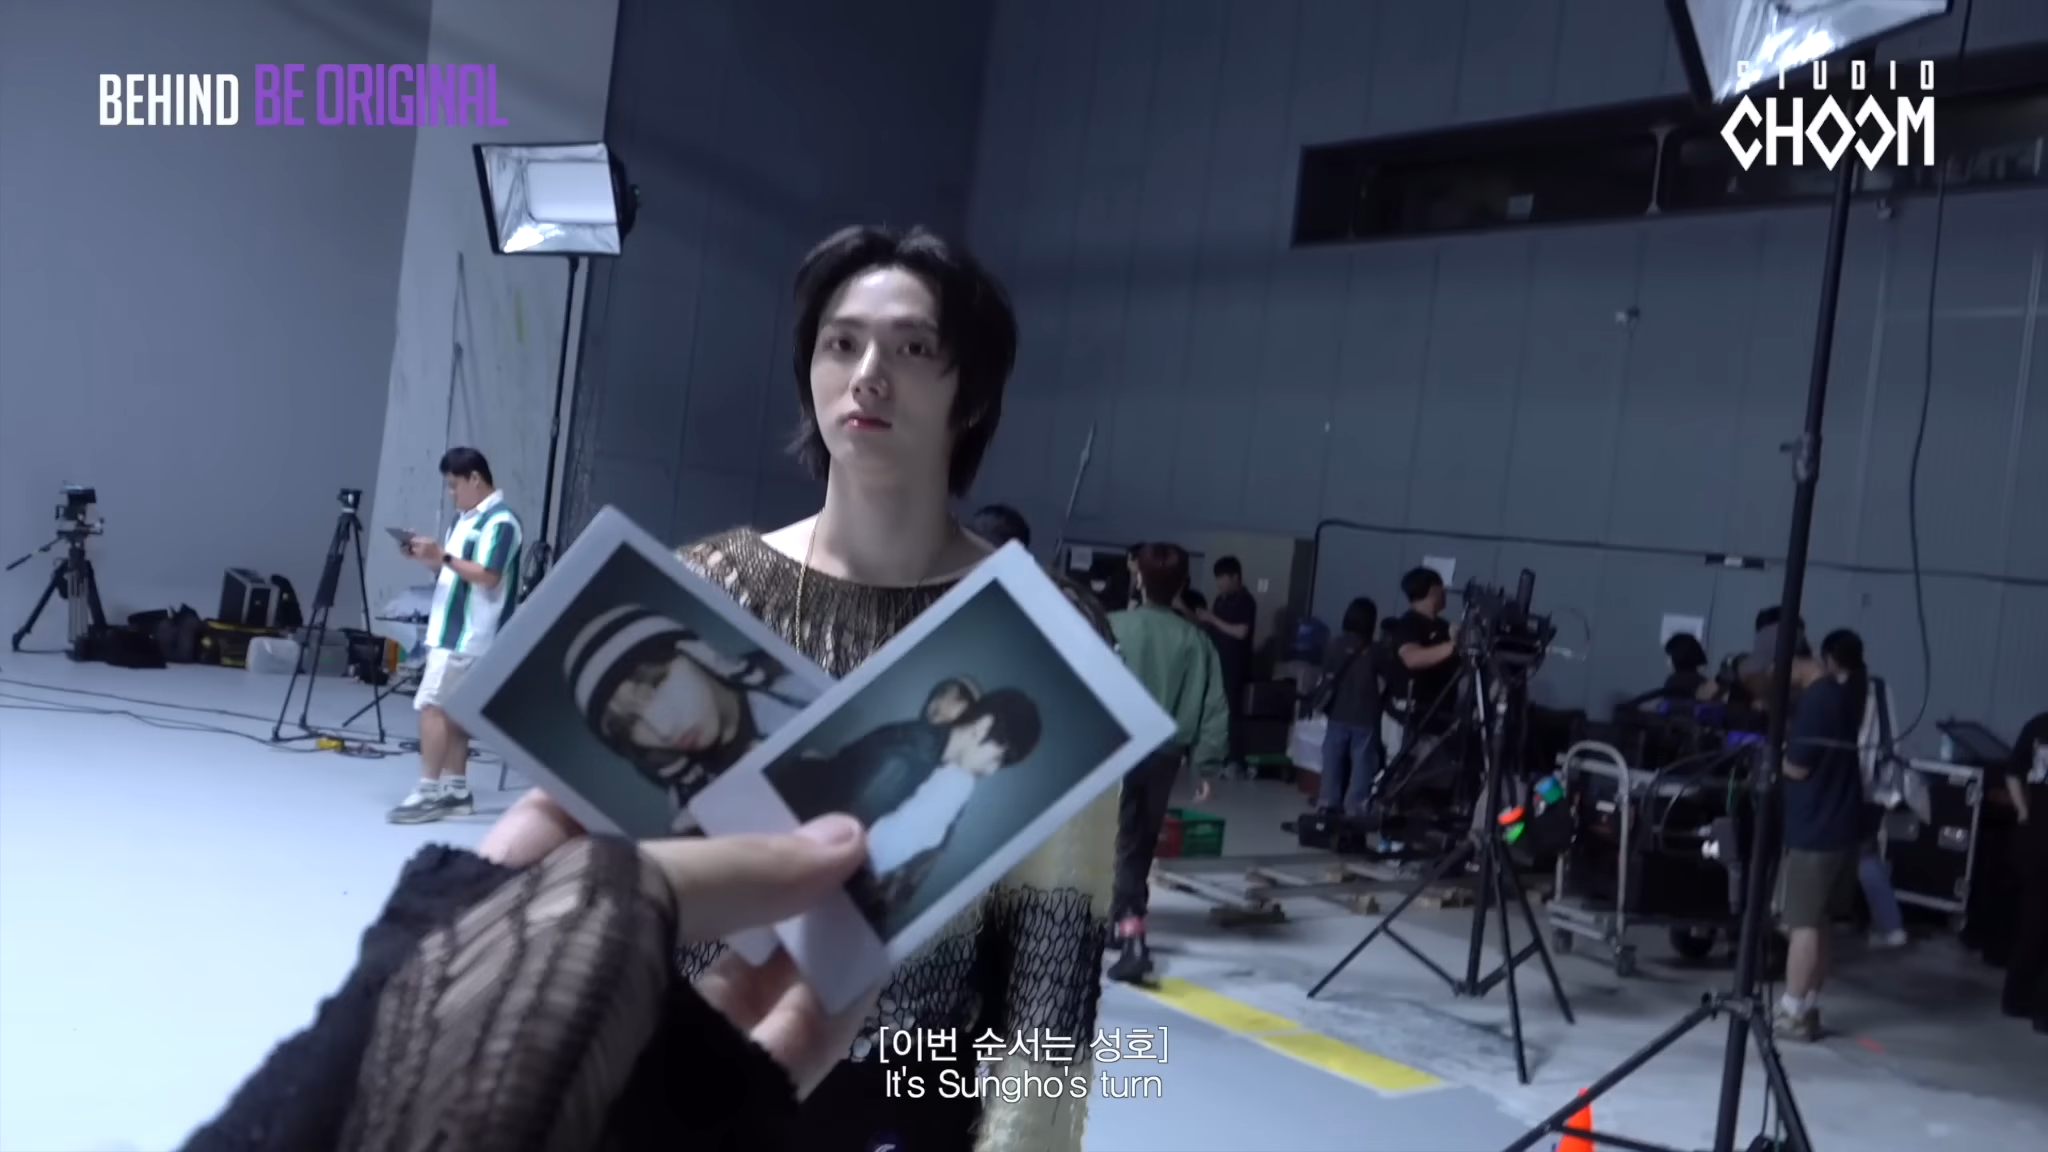 BEHIND BE ORIGINAL
STUDIO
CHOOM
[이번 순서는 성호]
It's Sungho's turn